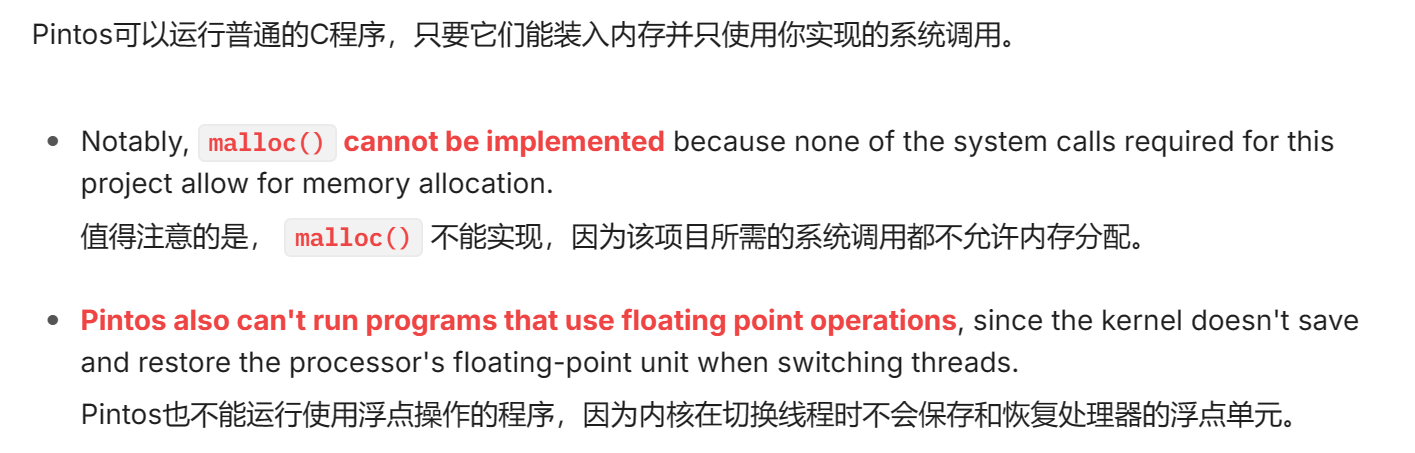 Pintos可以运行普通的C程序，只要它们能装入内存并只使用你实现的系统调用。
Notably, malloc() cannot be implemented because none of the system calls required for this
project allow for memory allocation.
值得注意的是， malloc() 不能实现，因为该项目所需的系统调用都不允许内存分配。
Pintos also can't run programs that use floating point operations, since the kernel doesn't save
and restore the processor's floating-point unit when switching threads.
Pintos也不能运行使用浮点操作的程序，因为内核在切换线程时不会保存和恢复处理器的浮点单元。